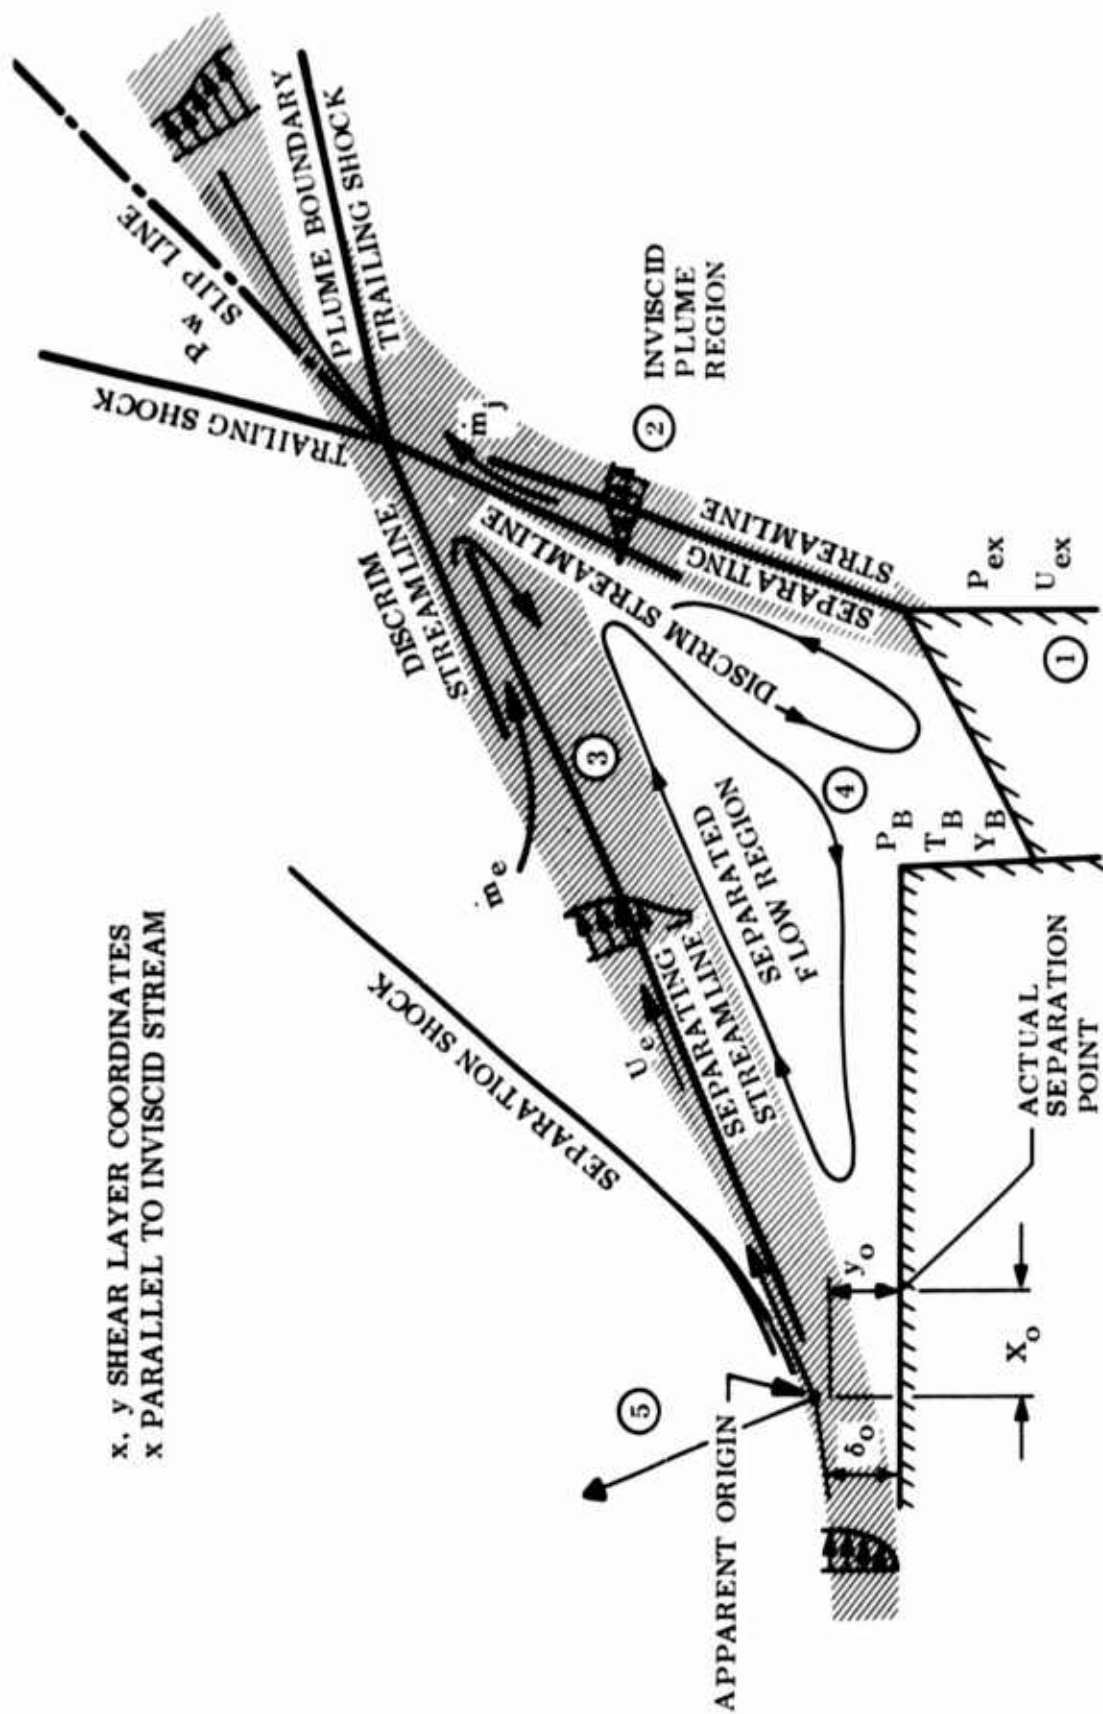 x, y SHEAR LAYER COORDINATES
x PARALLEL TO INVISCID STREAM
SLIP LINE
P_w
TRAILING SHOCK
PLUME BOUNDARY
TRAILING SHOCK
DISCRIM
STREAMLINE
ṁ_j
2
INVISCID
PLUME
REGION
SEPARATION SHOCK
ṁ_e
3
DISCRIM STREAMLINE
SEPARATING
STREAMLINE
U_e
SEPARATING
STREAMLINE
SEPARATED
FLOW REGION
4
5
APPARENT ORIGIN
δ_o
y_o
X_o
ACTUAL
SEPARATION
POINT
P_B
T_B
Y_B
P_ex
U_ex
1